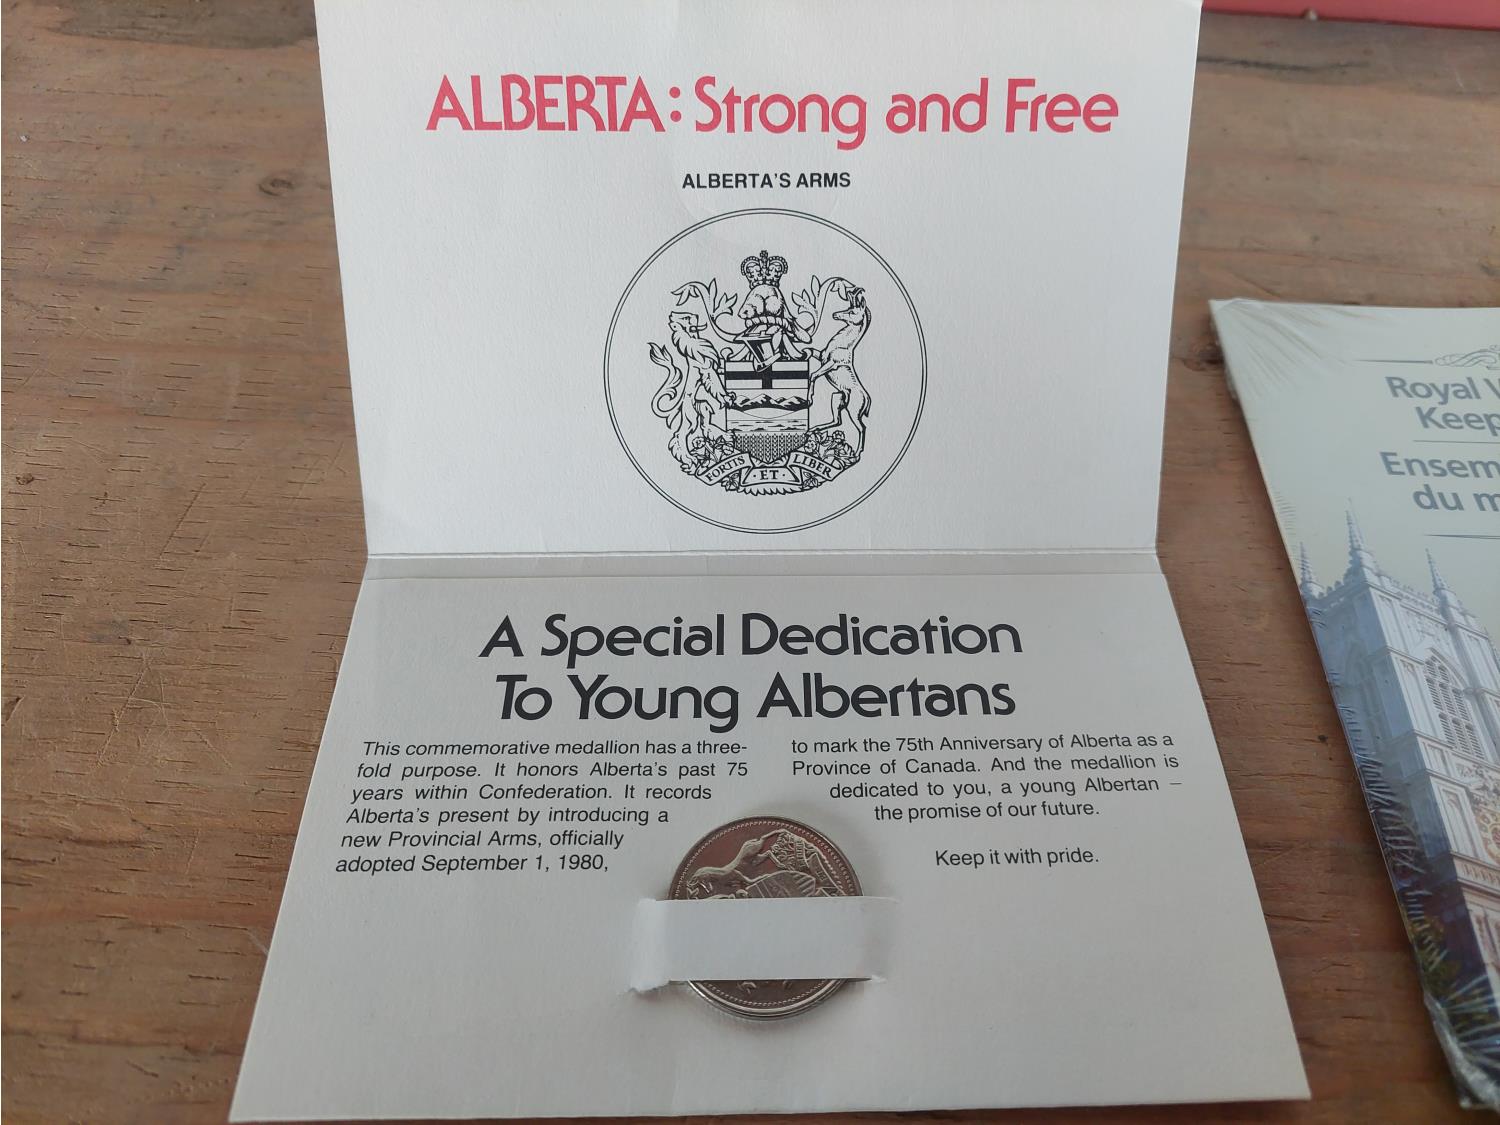 ALBERTA: Strong and Free
ALBERTA'S ARMS
FORTIS ·ET· LIBER
A Special Dedication
To Young Albertans
This commemorative medallion has a three-
fold purpose. It honors Alberta's past 75
years within Confederation. It records
Alberta's present by introducing a
new Provincial Arms, officially
adopted September 1, 1980,
to mark the 75th Anniversary of Alberta as a
Province of Canada. And the medallion is
dedicated to you, a young Albertan –
the promise of our future.
Keep it with pride.
Royal
du